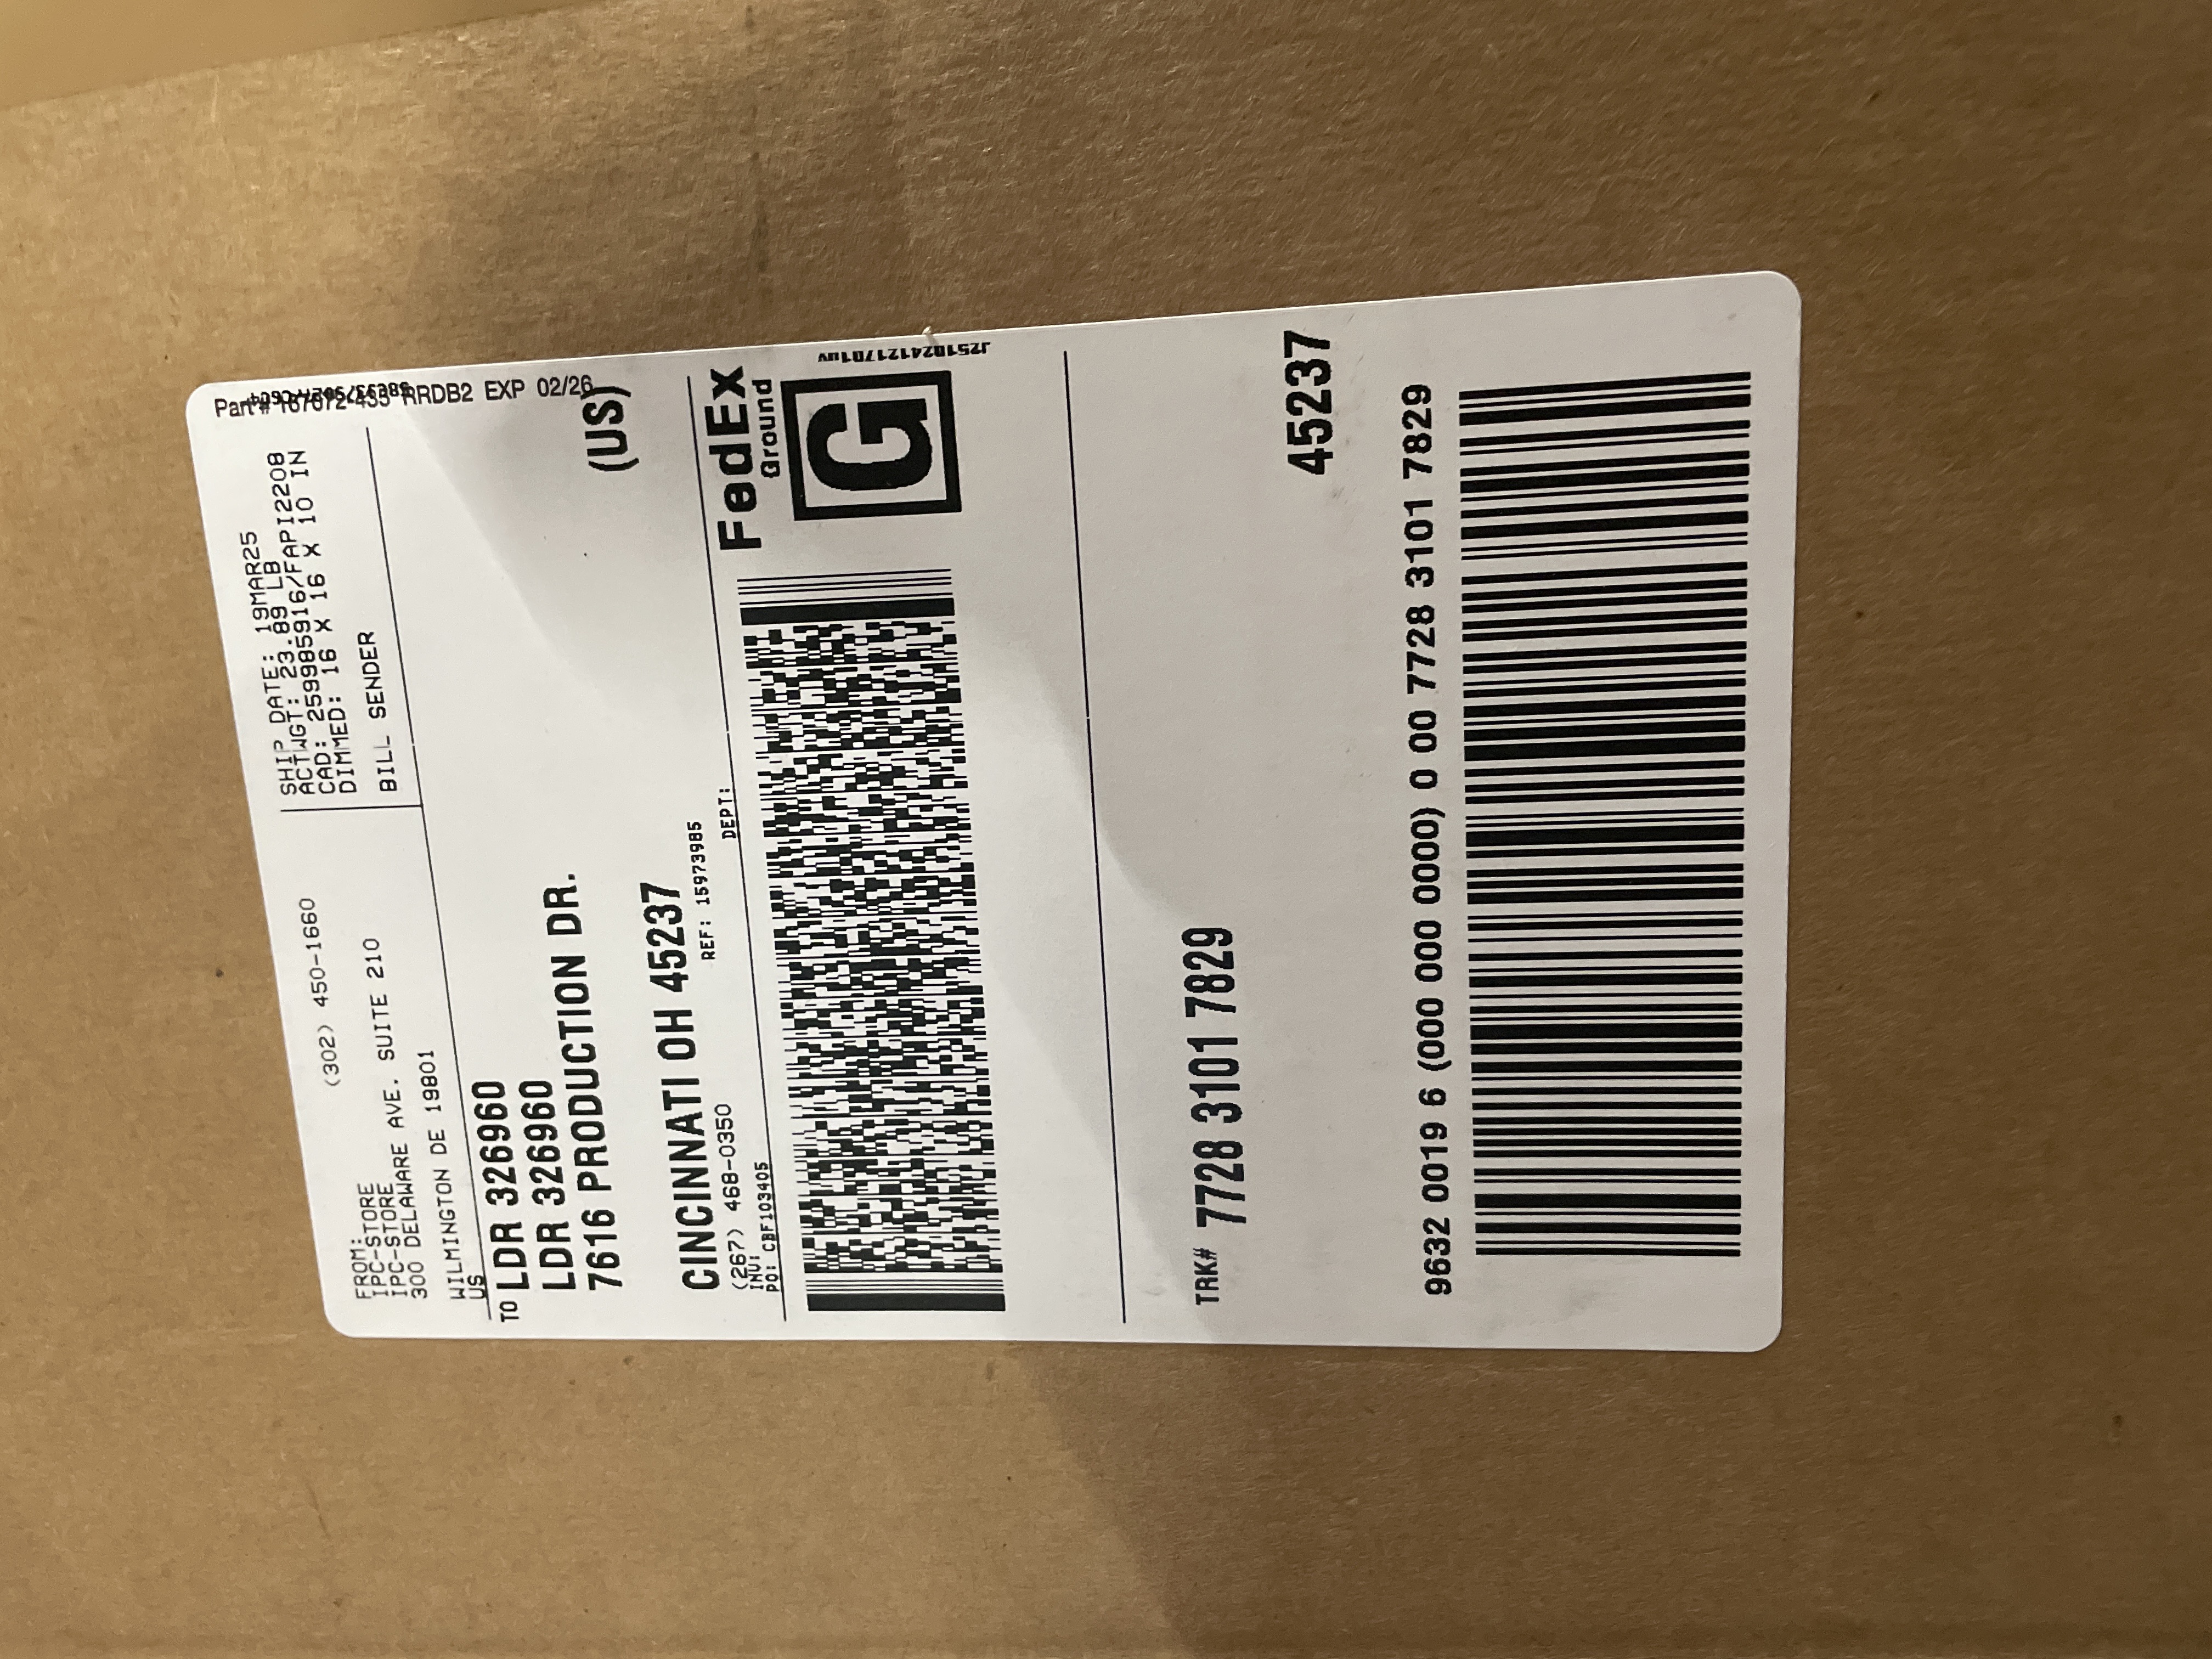 FROM:
(302) 450-1660
IPC-STORE
IPC-STORE
300 DELAWARE AVE. SUITE 210
WILMINGTON DE 19801
US
SHIP DATE: 19MAR25
ACTWGT: 23.89 LB
CAD: 259985916/FAPI2208
DIMMED: 16 X 16 X 10 IN
BILL SENDER
EXP 02/26
TO LDR 326960
LDR 326960
7616 PRODUCTION DR.
CINCINNATI OH 45237
(US)
(267) 468-0350
REF: 15973985
INV:
PO: CBF103405
DEPT:
FedEx
Ground
G
J251024121701uv
TRK# 7728 3101 7829
45237
9632 0019 6 (000 000 0000) 0 00 7728 3101 7829